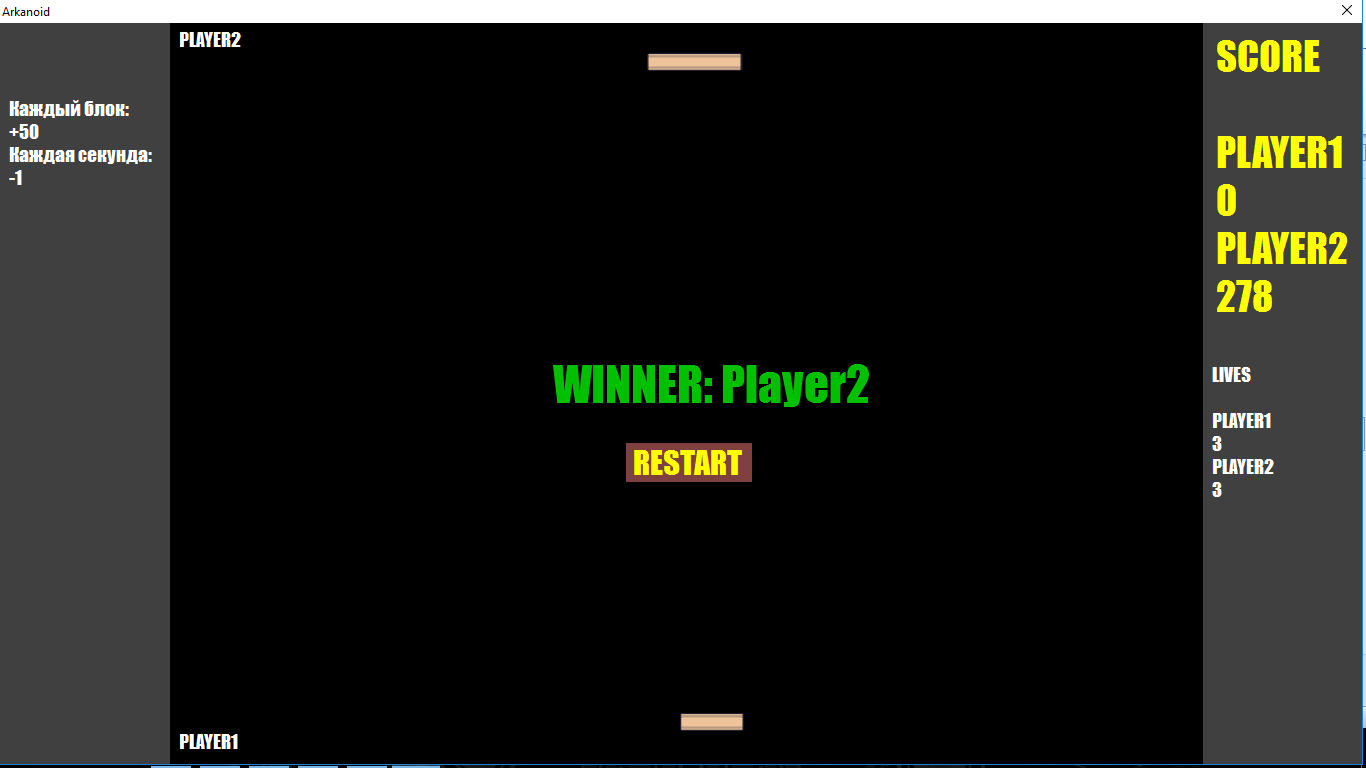 Arkanoid
PLAYER2
Каждый блок:
+50
Каждая секунда:
-1
WINNER: Player2
RESTART
PLAYER1
SCORE
PLAYER1
0
PLAYER2
278
LIVES
PLAYER1
3
PLAYER2
3